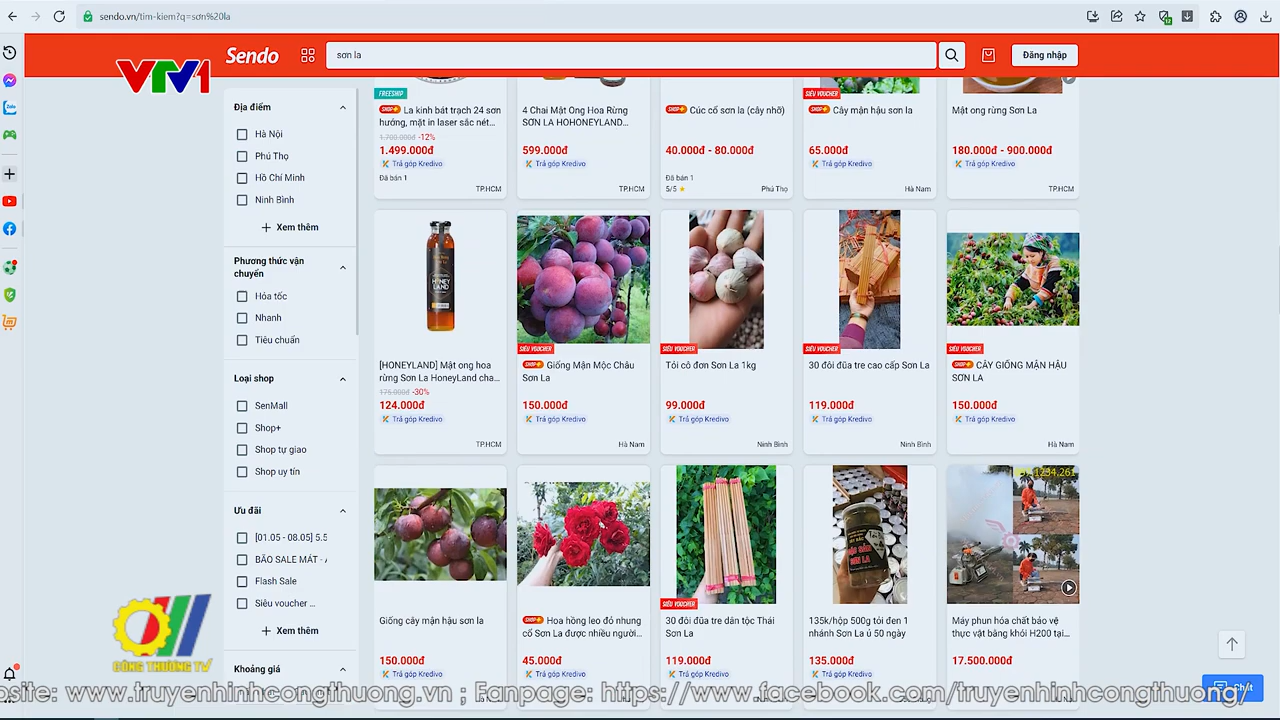 sendo.vn/tim-kiem?q=sơn%20la
VTV1
Sendo
sơn la
Đăng nhập
Địa điểm
Hà Nội
Phú Thọ
Hồ Chí Minh
Ninh Bình
Xem thêm
Phương thức vận
chuyển
Hỏa tốc
Nhanh
Tiêu chuẩn
Loại shop
SenMall
Shop+
Shop tự giao
Shop uy tín
Ưu đãi
[01.05 - 08.05] 5.5
BÃO SALE MÁT -
Flash Sale
Siêu voucher ...
Xem thêm
Khoảng giá
FREESHIP
SHOP+ La kinh bát trạch 24 sơn
hướng, mặt in laser sắc nét...
1.700.000đ -12%
1.499.000đ
Trả góp Kredivo
Đã bán 1
TP.HCM
4 Chai Mật Ong Hoa Rừng
SƠN LA HOHONEYLAND...
599.000đ
Trả góp Kredivo
TP.HCM
SHOP+ Cúc cổ sơn la (cây nhỡ)
40.000đ - 80.000đ
Đã bán 1
5/5
Phú Thọ
SIÊU VOUCHER
SHOP+ Cây mận hậu sơn la
65.000đ
Trả góp Kredivo
Hà Nam
Mật ong rừng Sơn La
180.000đ - 900.000đ
Trả góp Kredivo
TP.HCM
HONEY
LAND
[HONEYLAND] Mật ong hoa
rừng Sơn La HoneyLand cha...
175.000đ -30%
124.000đ
Trả góp Kredivo
TP.HCM
SIÊU VOUCHER
SHOP+ Giống Mận Mộc Châu
Sơn La
150.000đ
Trả góp Kredivo
Hà Nam
SIÊU VOUCHER
Tỏi cô đơn Sơn La 1kg
99.000đ
Trả góp Kredivo
Ninh Bình
SIÊU VOUCHER
30 đôi đũa tre cao cấp Sơn La
119.000đ
Trả góp Kredivo
Ninh Bình
SIÊU VOUCHER
SHOP+ CÂY GIỐNG MẬN HẬU
SƠN LA
150.000đ
Trả góp Kredivo
Hà Nam
Giống cây mận hậu sơn la
150.000đ
Trả góp Kredivo
SHOP+ Hoa hồng leo đỏ nhung
cổ Sơn La được nhiều người...
45.000đ
Trả góp Kredivo
SIÊU VOUCHER
30 đôi đũa tre dân tộc Thái
Sơn La
119.000đ
Trả góp Kredivo
SƠN LA
135k/hộp 500g tỏi đen 1
nhánh Sơn La ủ 50 ngày
135.000đ
Trả góp Kredivo
Máy phun hóa chất bảo vệ
thực vật bằng khói H200 tại...
17.500.000đ
CÔNG THƯƠNG TV
Chát
website: www.truyenhinhcongthuong.vn ; Fanpage: https://www.facebook.com/truyenhinhcongthuong/